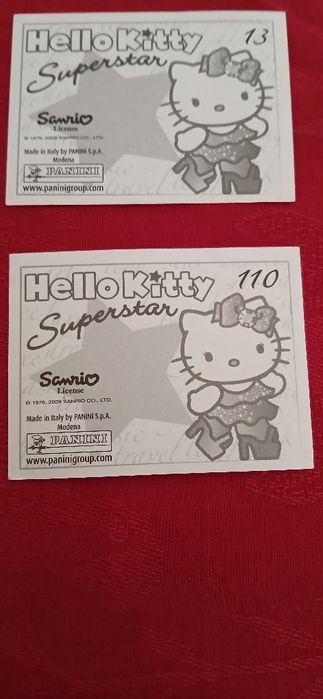 Hello Kitty 13
Superstar
Sanrio
License
© 1976, 2009 SANRIO CO., LTD.
Made in Italy by PANINI S.p.A.
Modena
PANINI
www.paninigroup.com
Hello Kitty 110
Superstar
Sanrio
License
© 1976, 2009 SANRIO CO., LTD.
Made in Italy by PANINI S.p.A.
Modena
PANINI
www.paninigroup.com